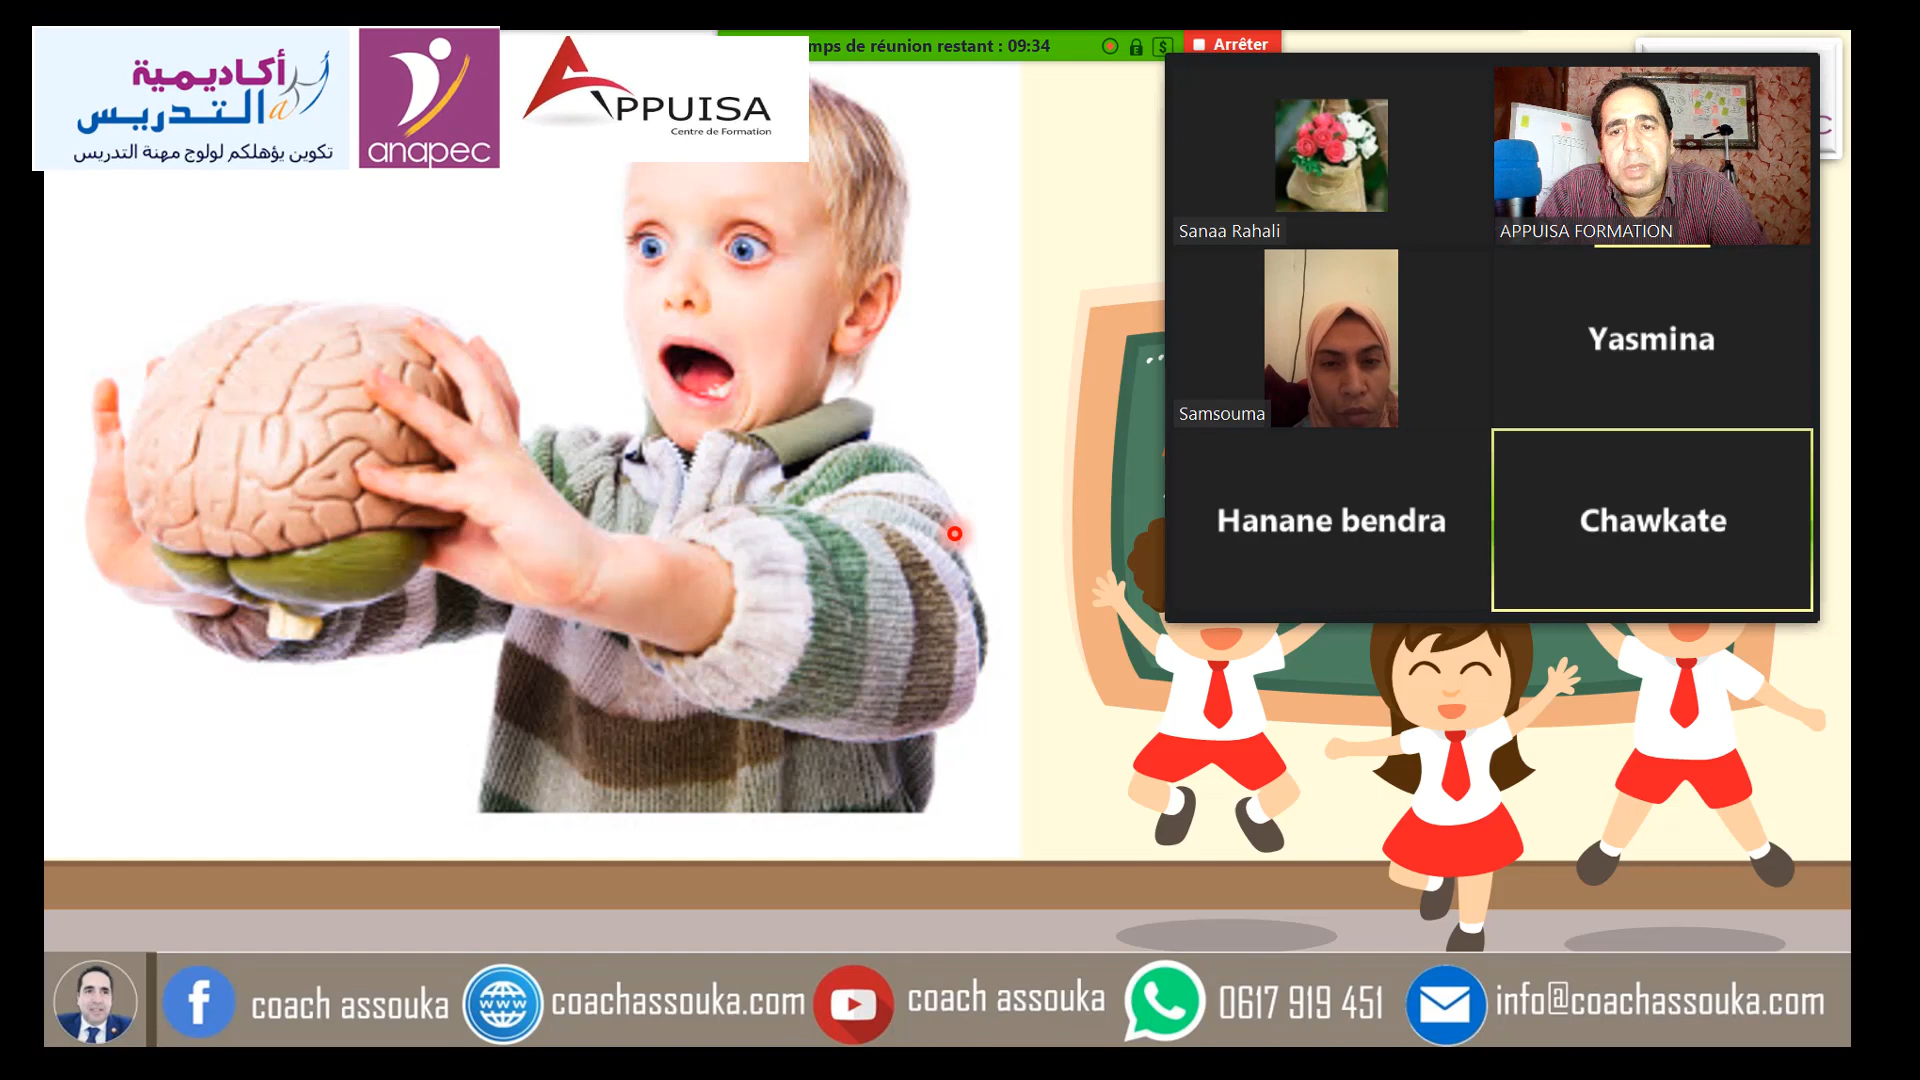 أكاديمية
التدريس
تكوين يؤهلكم لولوج مهنة التدريس
anapec
APPUISA
Centre de Formation
mps de réunion restant : 09:34
Arrêter
Sanaa Rahali
APPUISA FORMATION
Samsouma
Yasmina
Hanane bendra
Chawkate
coach assouka
www
coachassouka.com
coach assouka
0617 919 451
info@coachassouka.com